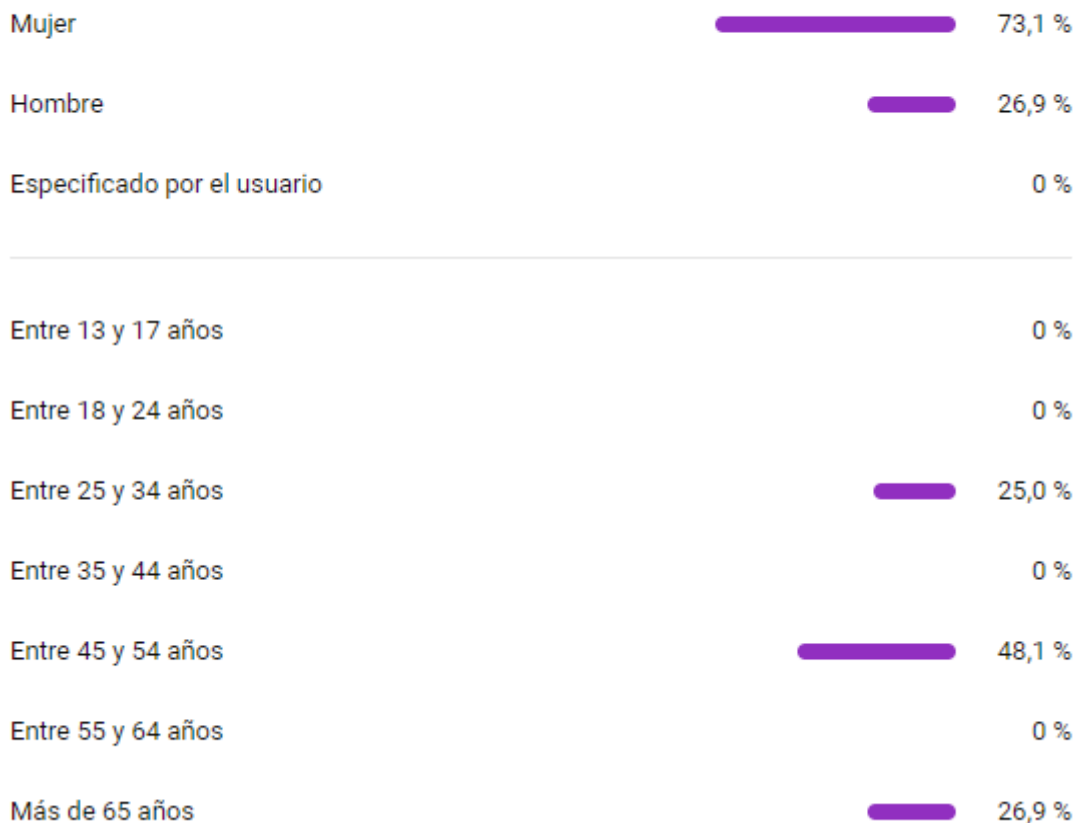 Mujer 73,1 %
Hombre 26,9 %
Especificado por el usuario 0 %
Entre 13 y 17 años 0 %
Entre 18 y 24 años 0 %
Entre 25 y 34 años 25,0 %
Entre 35 y 44 años 0 %
Entre 45 y 54 años 48,1 %
Entre 55 y 64 años 0 %
Más de 65 años 26,9 %